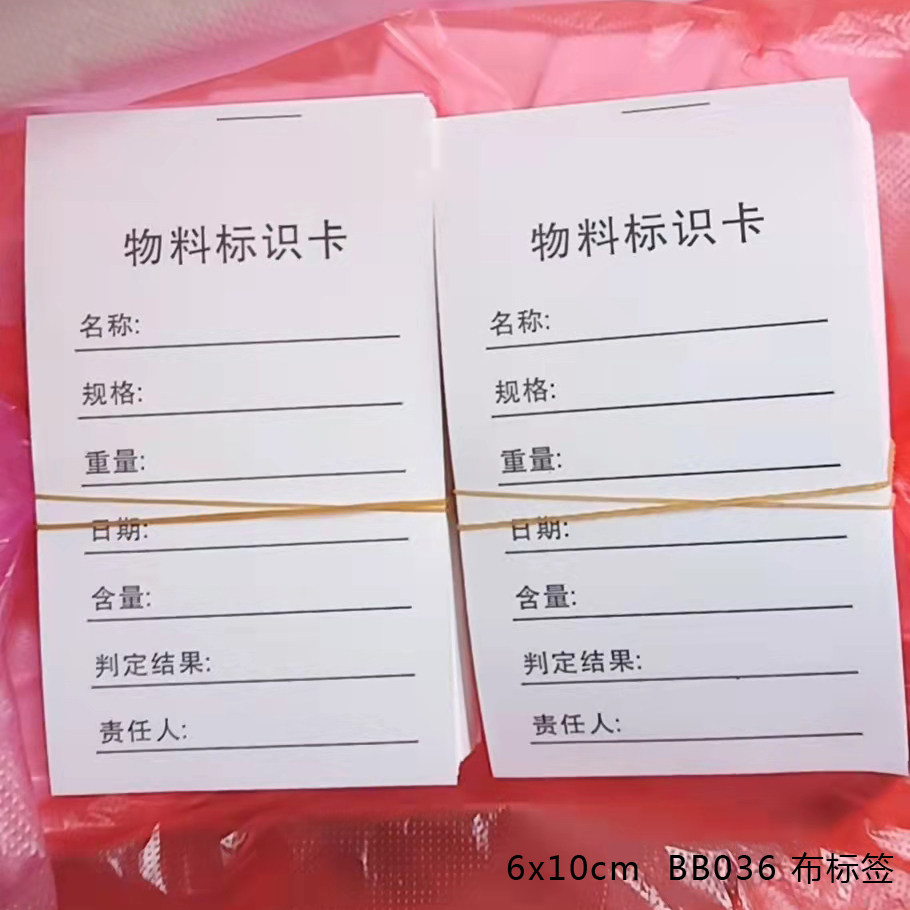 物料标识卡
名称:
规格:
重量:
日期:
含量:
判定结果:
责任人:
物料标识卡
名称:
规格:
重量:
日期:
含量:
判定结果:
责任人:
6x10cm BB036 布标签